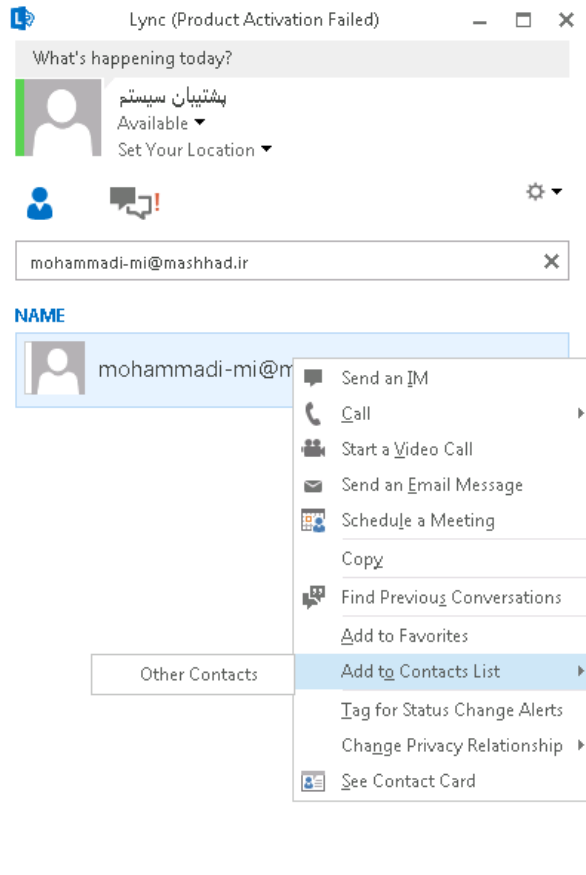 Lync (Product Activation Failed)
What's happening today?
پشتیبان سیستم
Available
Set Your Location
mohammadi-mi@mashhad.ir
NAME
mohammadi-mi@m
Send an IM
Call
Start a Video Call
Send an Email Message
Schedule a Meeting
Copy
Find Previous Conversations
Add to Favorites
Add to Contacts List
Other Contacts
Tag for Status Change Alerts
Change Privacy Relationship
See Contact Card